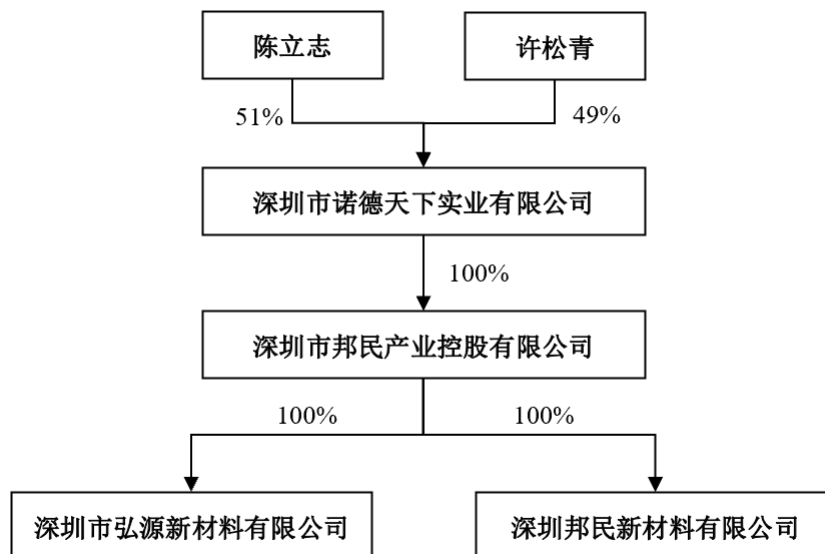 陈立志
许松青
51%
49%
深圳市诺德天下实业有限公司
100%
深圳市邦民产业控股有限公司
100%
100%
深圳市弘源新材料有限公司
深圳邦民新材料有限公司